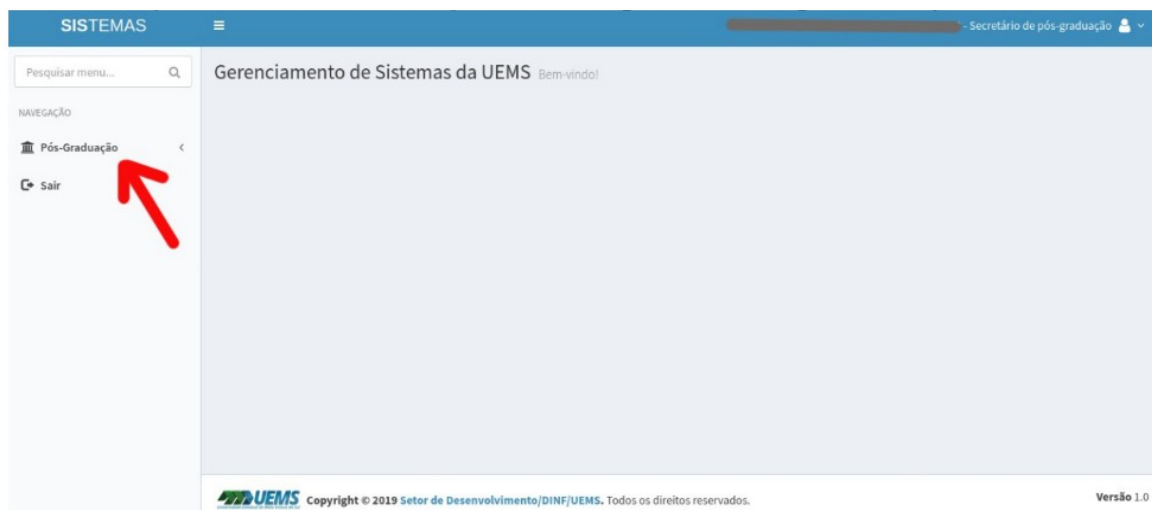 SISTEMAS
- Secretário de pós-graduação
Pesquisar menu...
Gerenciamento de Sistemas da UEMS Bem-vindo!
NAVEGAÇÃO
Pós-Graduação
Sair
UEMS Copyright © 2019 Setor de Desenvolvimento/DINF/UEMS. Todos os direitos reservados.
Versão 1.0